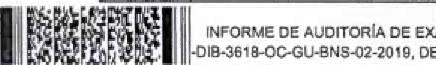 INFORME DE AUDITORÍA DE EX
-DIB-3618-OC-GU-BNS-02-2019, DE